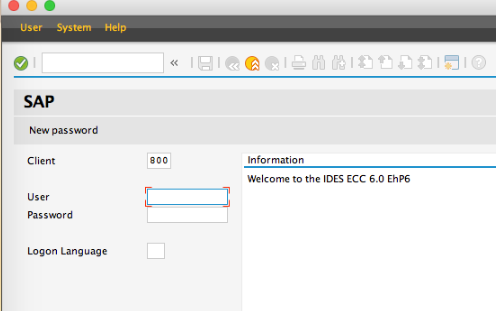 User System Help
SAP
New password
Client 800
Information
Welcome to the IDES ECC 6.0 EhP6
User
Password
Logon Language